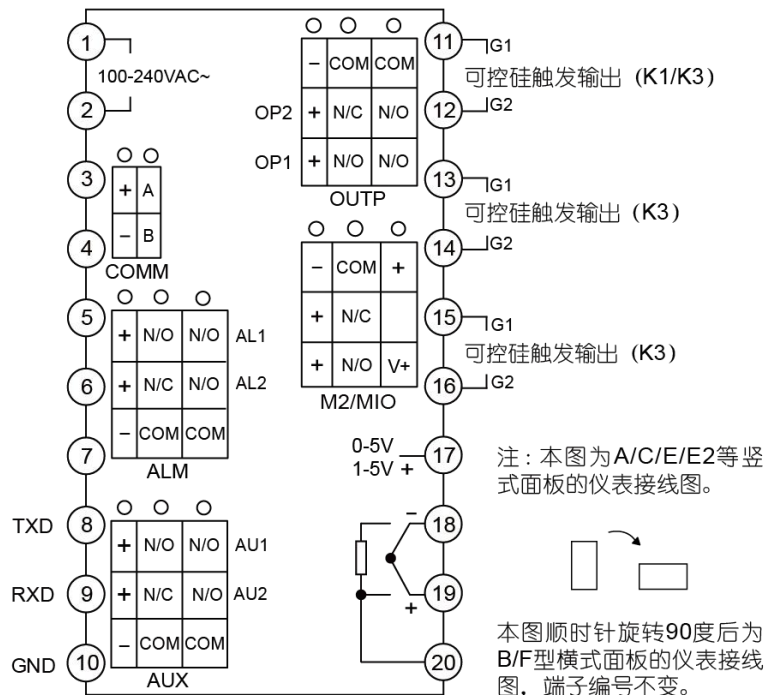 1
100-240VAC~
2
3
+ A
4
− B
COMM
5
+ N/O N/O AL1
6
+ N/C N/O AL2
7
− COM COM
ALM
TXD 8
+ N/O N/O AU1
RXD 9
+ N/C N/O AU2
GND 10
− COM COM
AUX
− COM COM
OP2 + N/C N/O
OP1 + N/O N/O
OUTP
− COM +
+ N/C
+ N/O V+
M2/MIO
11 G1
可控硅触发输出 (K1/K3)
12 G2
13 G1
可控硅触发输出 (K3)
14 G2
15 G1
可控硅触发输出 (K3)
16 G2
0-5V
1-5V + 17
− 18
+ 19
20
注：本图为A/C/E/E2等竖
式面板的仪表接线图。
本图顺时针旋转90度后为
B/F型横式面板的仪表接线
图，端子编号不变。